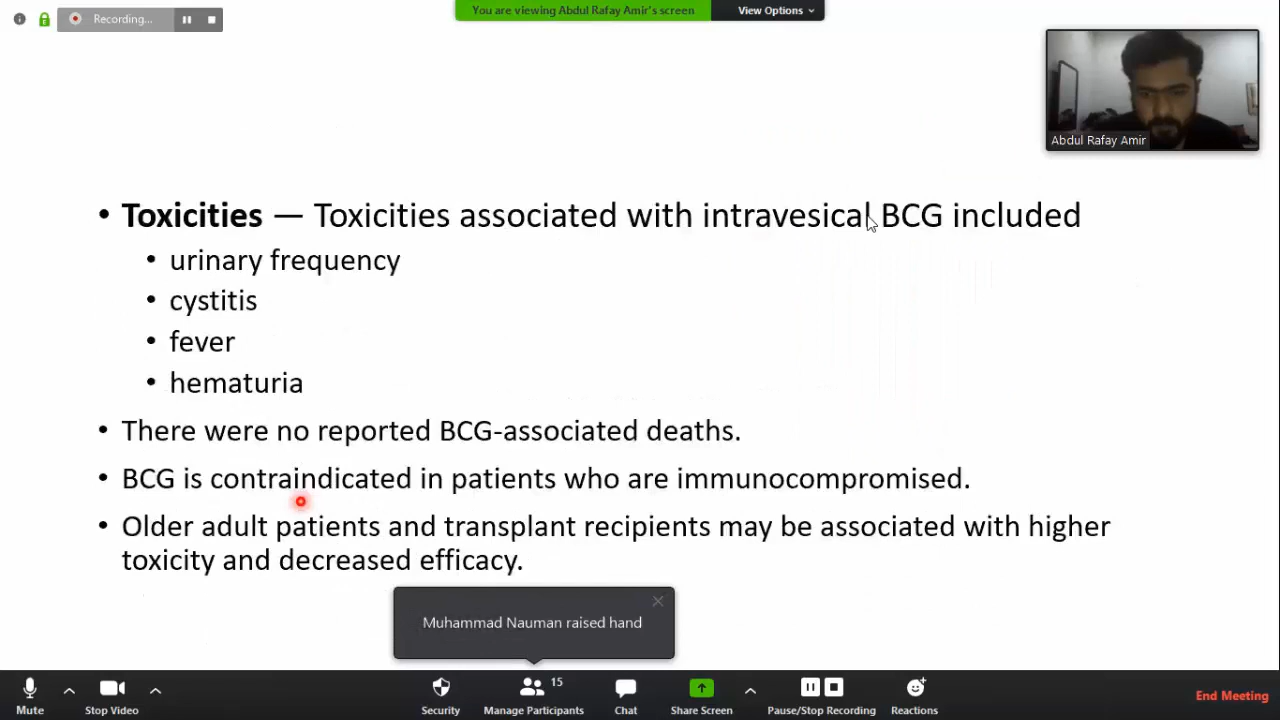 Recording...
You are viewing Abdul Rafay Amir's screen
View Options
Abdul Rafay Amir
• Toxicities — Toxicities associated with intravesical BCG included
• urinary frequency
• cystitis
• fever
• hematuria
• There were no reported BCG-associated deaths.
• BCG is contraindicated in patients who are immunocompromised.
• Older adult patients and transplant recipients may be associated with higher
toxicity and decreased efficacy.
Muhammad Nauman raised hand
15
Mute
Stop Video
Security
Manage Participants
Chat
Share Screen
Pause/Stop Recording
Reactions
End Meeting